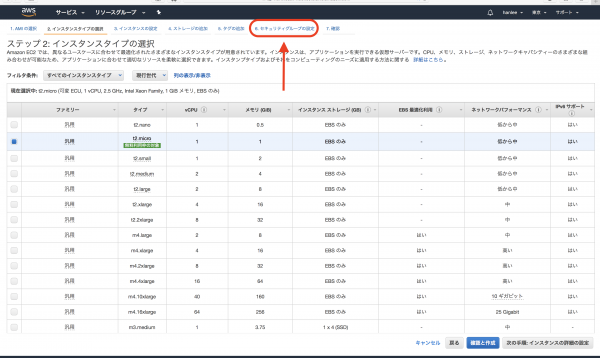 aws サービス リソースグループ hanlee 東京 サポート
1. AMI の選択 2. インスタンスタイプの選択 3. インスタンスの設定 4. ストレージの追加 5. タグの追加 6. セキュリティグループの設定 7. 確認
ステップ 2: インスタンスタイプの選択
Amazon EC2 では、異なるユースケースに合わせて最適化されたさまざまなインスタンスタイプが用意されています。インスタンスは、アプリケーションを実行できる仮想サーバーです。CPU、メモリ、ストレージ、ネットワークキャパシティーのさまざまな組
み合わせが可能なため、アプリケーションに合わせて適切なリソースを柔軟に選択できます。インスタンスタイプおよびそれをコンピューティングのニーズに適用する方法に関する 詳細はこちら。
フィルター条件: すべてのインスタンスタイプ 現行世代 列の表示/非表示
現在選択中: t2.micro (可変 ECU, 1 vCPU, 2.5 GHz, Intel Xeon Family, 1 GiB メモリ, EBS のみ)
ファミリー タイプ vCPU メモリ (GiB) インスタンス ストレージ (GB) EBS 最適化利用 ネットワークパフォーマンス IPv6 サポート
汎用 t2.nano 1 0.5 EBS のみ - 低から中 はい
汎用 t2.micro 1 1 EBS のみ - 低から中 はい
無料利用枠の対象
汎用 t2.small 1 2 EBS のみ - 低から中 はい
汎用 t2.medium 2 4 EBS のみ - 低から中 はい
汎用 t2.large 2 8 EBS のみ - 低から中 はい
汎用 t2.xlarge 4 16 EBS のみ - 中 はい
汎用 t2.2xlarge 8 32 EBS のみ - 中 はい
汎用 m4.large 2 8 EBS のみ はい 中 はい
汎用 m4.xlarge 4 16 EBS のみ はい 高い はい
汎用 m4.2xlarge 8 32 EBS のみ はい 高い はい
汎用 m4.4xlarge 16 64 EBS のみ はい 高い はい
汎用 m4.10xlarge 40 160 EBS のみ はい 10 ギガビット はい
汎用 m4.16xlarge 64 256 EBS のみ はい 25 Gigabit はい
汎用 m3.medium 1 3.75 1 x 4 (SSD) - 中 -
キャンセル 戻る 確認と作成 次の手順: インスタンスの詳細の設定